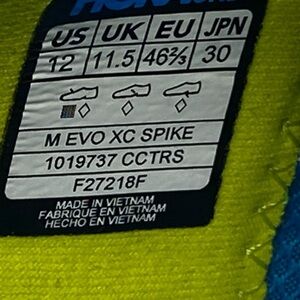 US UK EU JPN
12 11.5 46⅔ 30
M EVO XC SPIKE
1019737 CCTRS
F27218F
MADE IN VIETNAM
FABRIQUÉ EN VIETNAM
HECHO EN VIETNAM